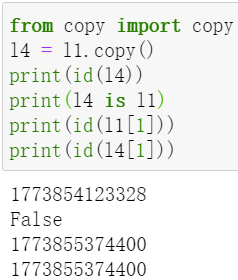 from copy import copy
l4 = l1.copy()
print(id(l4))
print(l4 is l1)
print(id(l1[1]))
print(id(l4[1]))
1773854123328
False
1773855374400
1773855374400